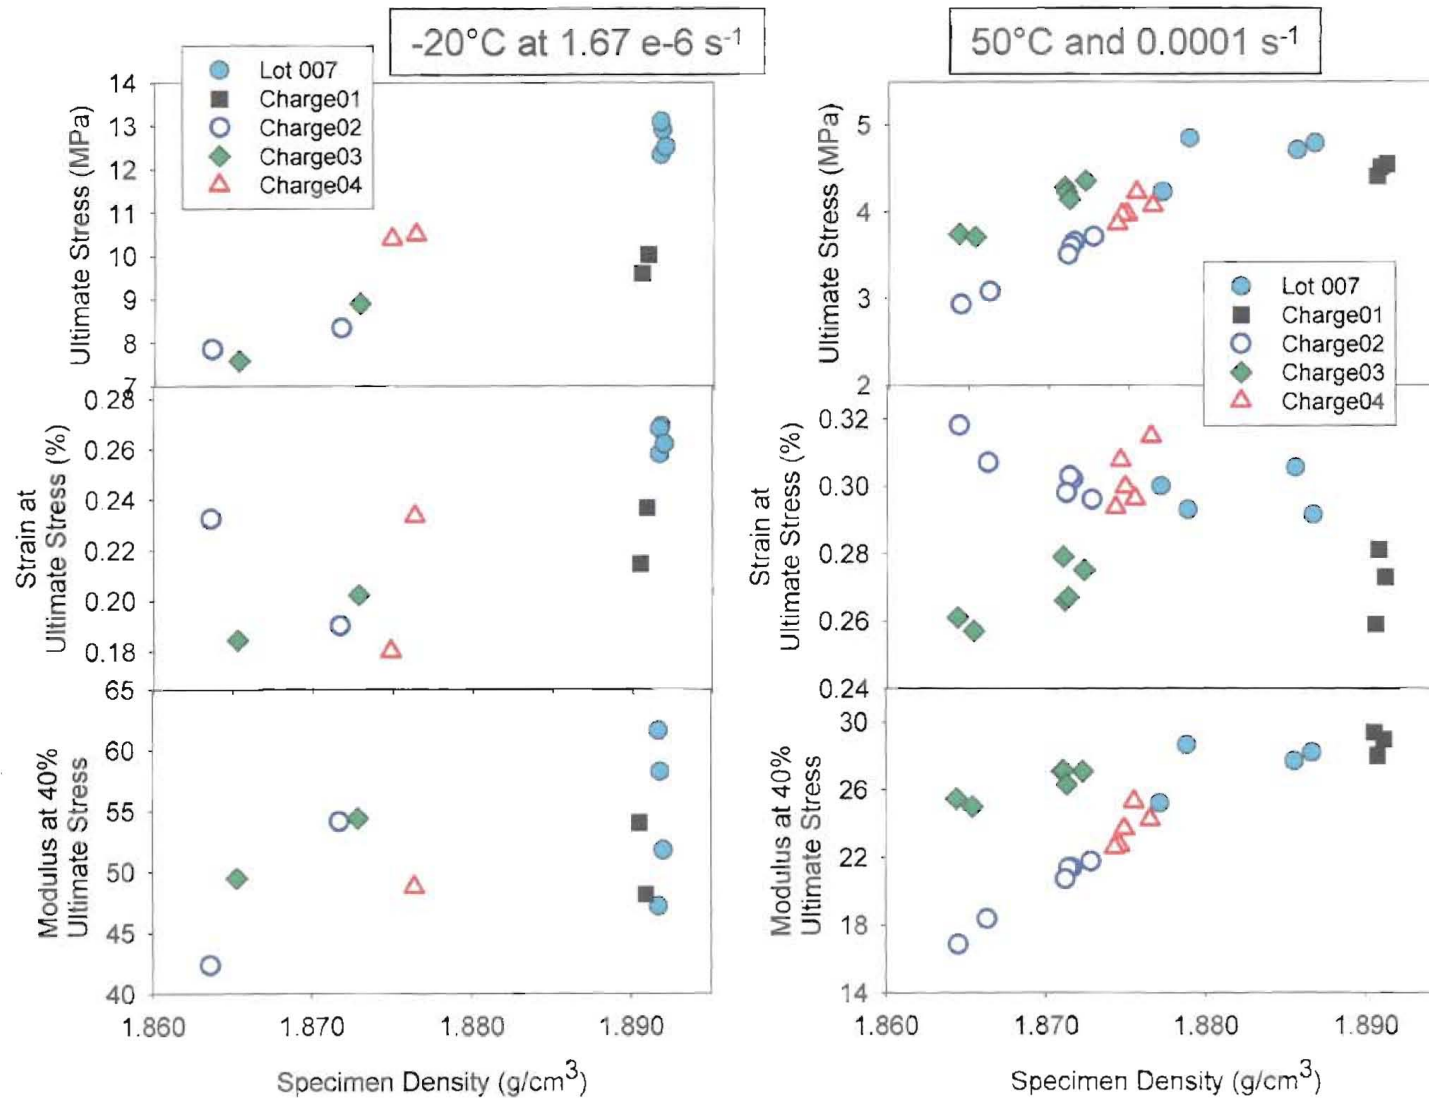 -20°C at 1.67 e-6 s-1
50°C and 0.0001 s-1
Lot 007
Charge01
Charge02
Charge03
Charge04
14
13
12
11
10
9
8
7
Ultimate Stress (MPa)
0.28
0.26
0.24
0.22
0.20
0.18
Strain at
Ultimate Stress (%)
65
60
55
50
45
40
Modulus at 40%
Ultimate Stress
1.860
1.870
1.880
1.890
Specimen Density (g/cm3)
5
4
3
2
Ultimate Stress (MPa)
Lot 007
Charge01
Charge02
Charge03
Charge04
0.32
0.30
0.28
0.26
0.24
Strain at
Ultimate Stress (%)
30
26
22
18
14
Modulus at 40%
Ultimate Stress
1.860
1.870
1.880
1.890
Specimen Density (g/cm3)